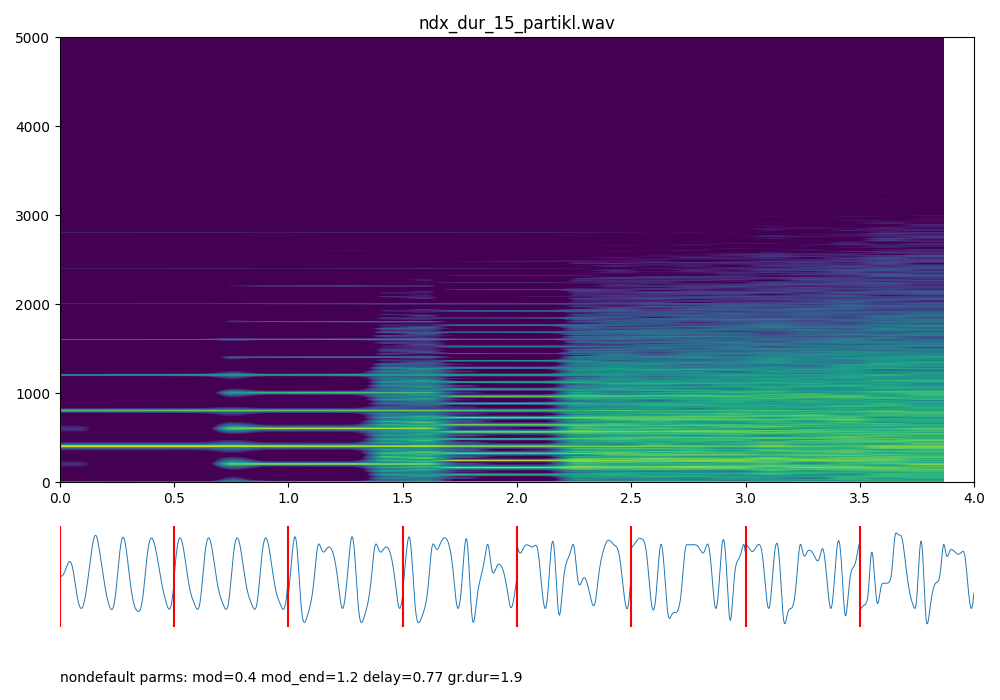 ndx_dur_15_partikl.wav
5000
4000
3000
2000
1000
0
0.0 0.5 1.0 1.5 2.0 2.5 3.0 3.5 4.0
nondefault parms: mod=0.4 mod_end=1.2 delay=0.77 gr.dur=1.9